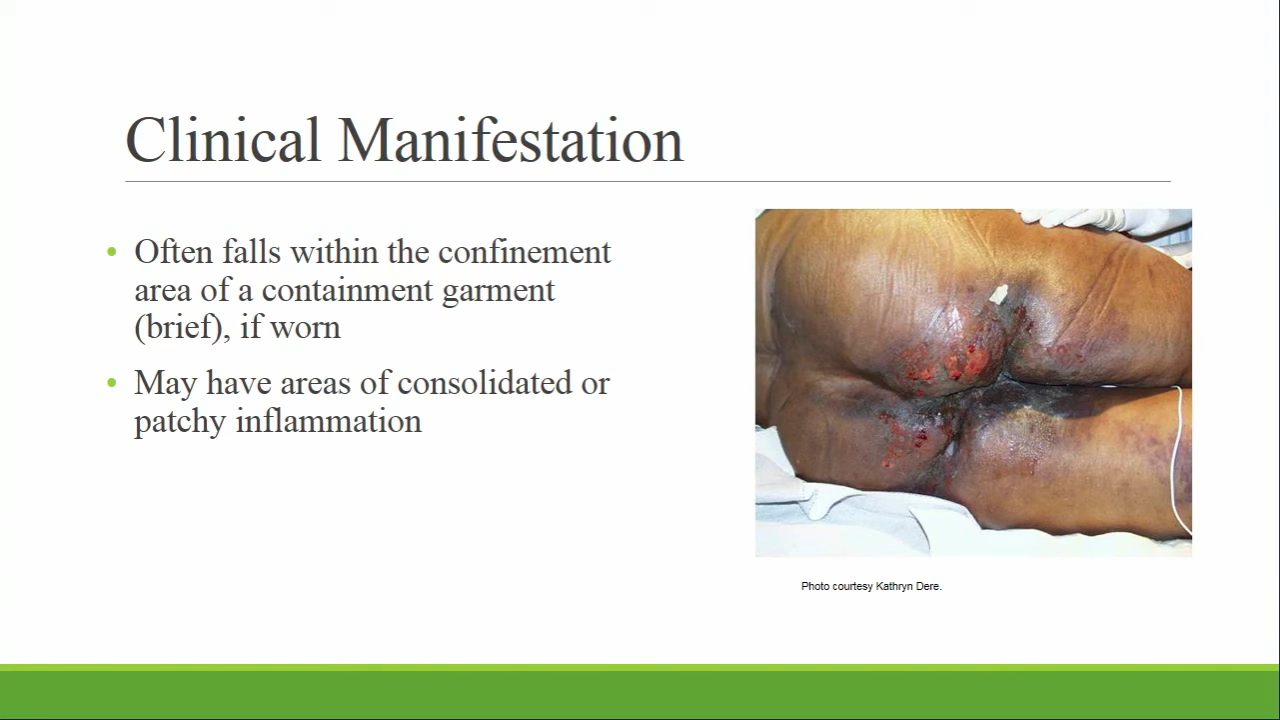 Clinical Manifestation
• Often falls within the confinement
area of a containment garment
(brief), if worn
• May have areas of consolidated or
patchy inflammation
Photo courtesy Kathryn Dere.